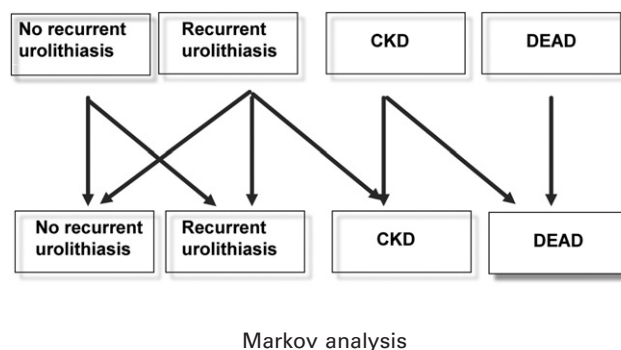 No recurrent
urolithiasis
Recurrent
urolithiasis
CKD
DEAD
No recurrent
urolithiasis
Recurrent
urolithiasis
CKD
DEAD
Markov analysis